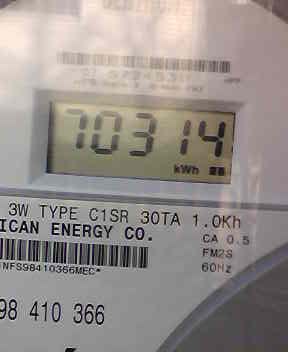 70314
kWh
3W TYPE C1SR 30TA 1.0Kh
ICAN ENERGY CO.
CA 0.5
FM2S
60Hz
NFS98410366MEC*
98 410 366